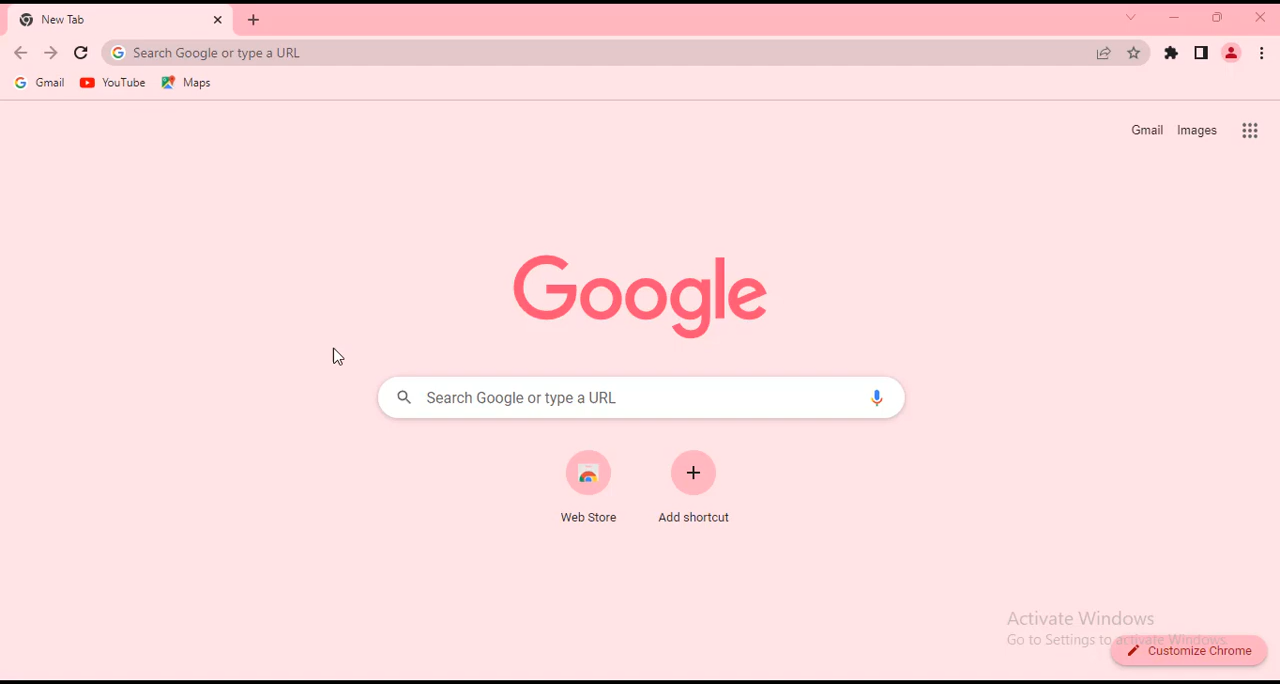 New Tab
Search Google or type a URL
Gmail YouTube Maps
Gmail Images
Google
Search Google or type a URL
Web Store Add shortcut
Activate Windows
Go to Settings to activate Windows.
Customize Chrome